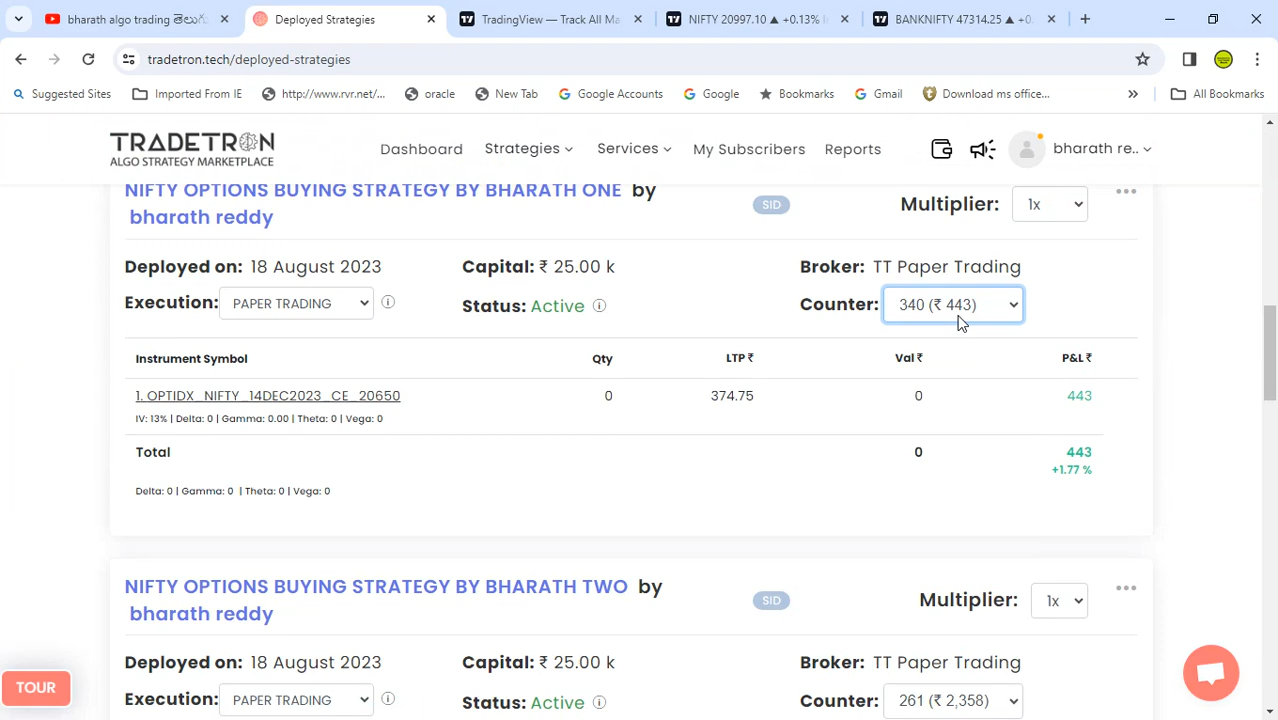 bharath algo trading తెలుగ
Deployed Strategies
TradingView — Track All Ma
NIFTY 20997.10 ▲ +0.13%
BANKNIFTY 47314.25 ▲ +0.
tradetron.tech/deployed-strategies
Suggested Sites
Imported From IE
http://www.rvr.net/...
oracle
New Tab
Google Accounts
Google
Bookmarks
Gmail
Download ms office...
»
All Bookmarks
TRADETRON
ALGO STRATEGY MARKETPLACE
Dashboard
Strategies
Services
My Subscribers
Reports
bharath re..
NIFTY OPTIONS BUYING STRATEGY BY BHARATH ONE by
bharath reddy
SID
Multiplier: 1x
Deployed on: 18 August 2023
Capital: ₹ 25.00 k
Broker: TT Paper Trading
Execution: PAPER TRADING
Status: Active
Counter: 340 (₹ 443)
Instrument Symbol Qty LTP ₹ Val ₹ P&L ₹
1. OPTIDX_NIFTY_14DEC2023_CE_20650 0 374.75 0 443
IV: 13% | Delta: 0 | Gamma: 0.00 | Theta: 0 | Vega: 0
Total 0 443
+1.77 %
Delta: 0 | Gamma: 0 | Theta: 0 | Vega: 0
NIFTY OPTIONS BUYING STRATEGY BY BHARATH TWO by
bharath reddy
SID
Multiplier: 1x
Deployed on: 18 August 2023
Capital: ₹ 25.00 k
Broker: TT Paper Trading
Execution: PAPER TRADING
Status: Active
Counter: 261 (₹ 2,358)
TOUR